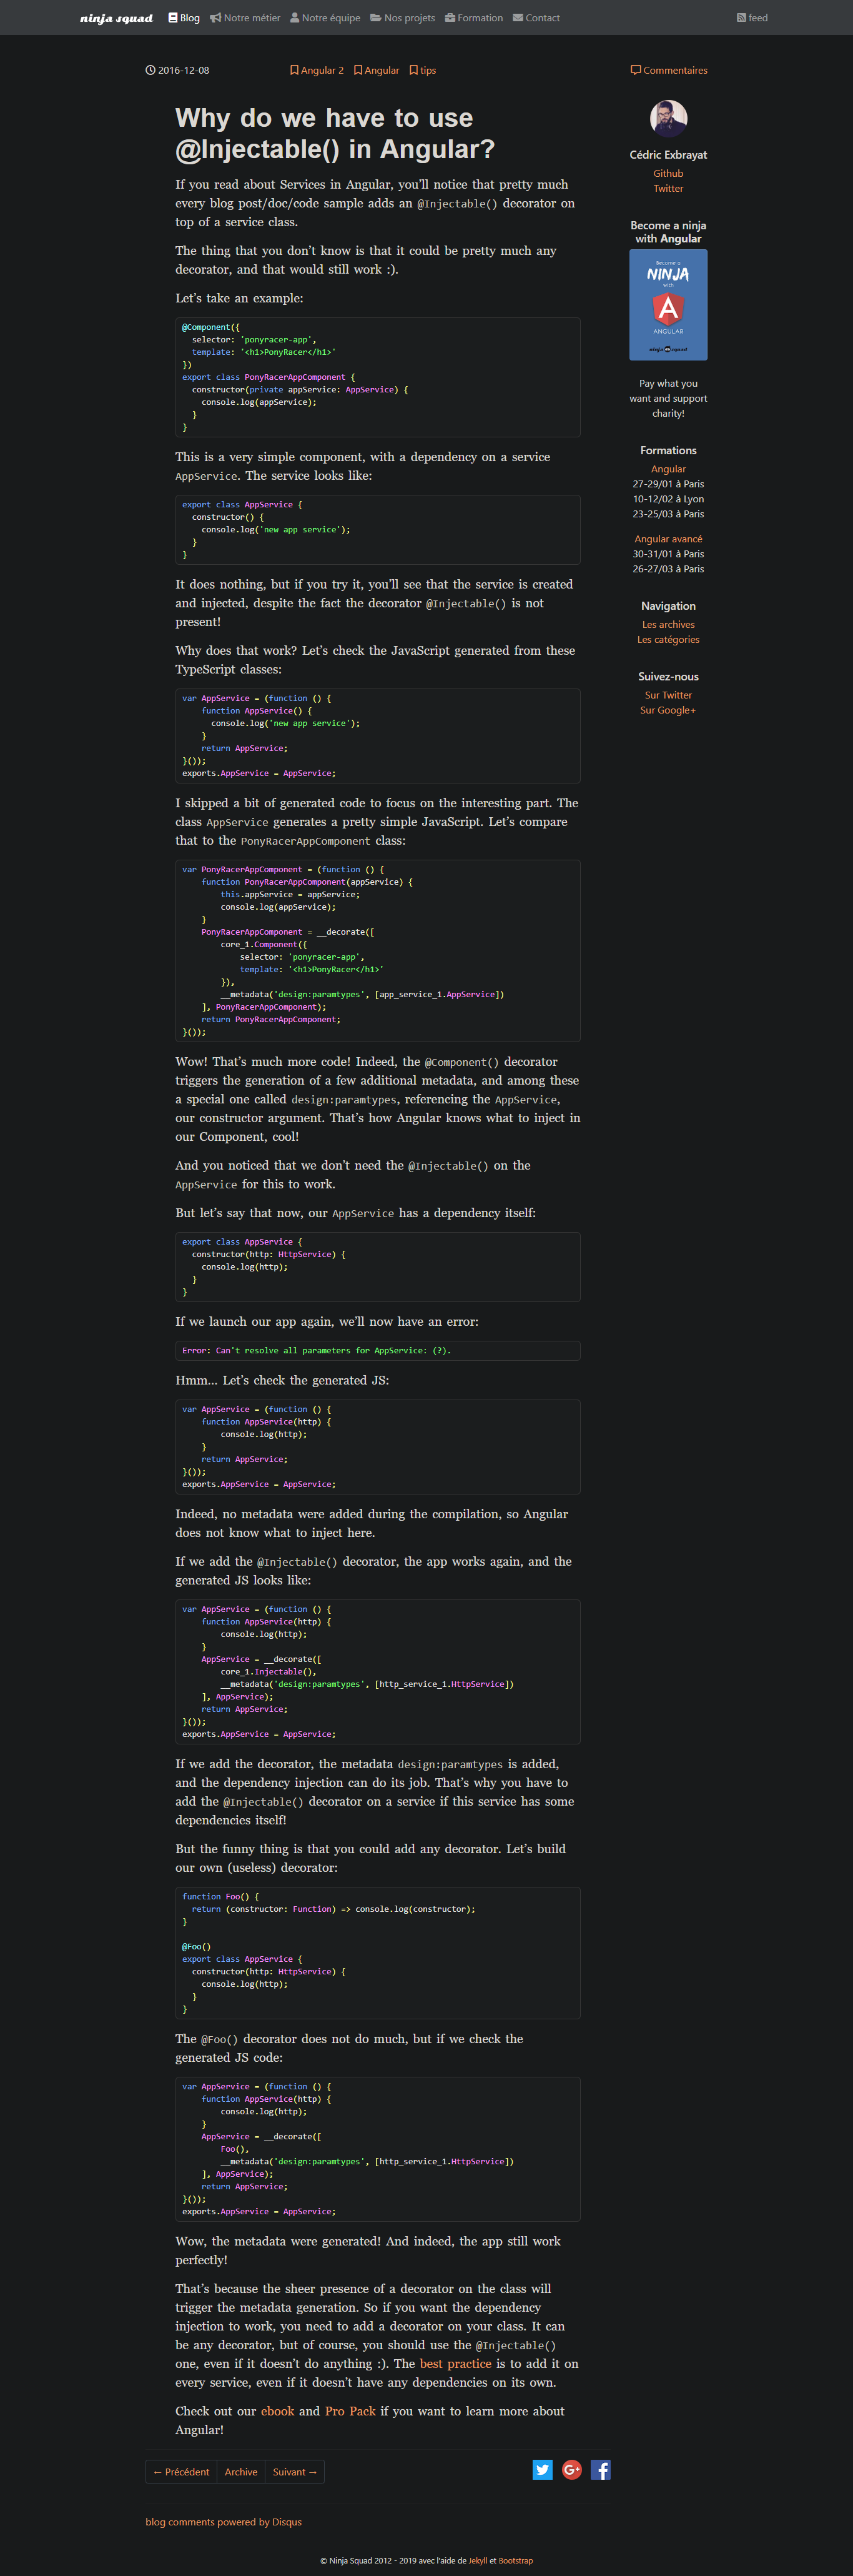 ninja squad Blog Notre métier Notre équipe Nos projets Formation Contact feed
2016-12-08 Angular 2 Angular tips Commentaires
Why do we have to use
@Injectable() in Angular?
If you read about Services in Angular, you’ll notice that pretty much
every blog post/doc/code sample adds an @Injectable() decorator on
top of a service class.
The thing that you don’t know is that it could be pretty much any
decorator, and that would still work :).
Let’s take an example:
@Component({
  selector: 'ponyracer-app',
  template: '<h1>PonyRacer</h1>'
})
export class PonyRacerAppComponent {
  constructor(private appService: AppService) {
    console.log(appService);
  }
}
This is a very simple component, with a dependency on a service
AppService. The service looks like:
export class AppService {
  constructor() {
    console.log('new app service');
  }
}
It does nothing, but if you try it, you’ll see that the service is created
and injected, despite the fact the decorator @Injectable() is not
present!
Why does that work? Let’s check the JavaScript generated from these
TypeScript classes:
var AppService = (function () {
    function AppService() {
      console.log('new app service');
    }
    return AppService;
}());
exports.AppService = AppService;
I skipped a bit of generated code to focus on the interesting part. The
class AppService generates a pretty simple JavaScript. Let’s compare
that to the PonyRacerAppComponent class:
var PonyRacerAppComponent = (function () {
    function PonyRacerAppComponent(appService) {
        this.appService = appService;
        console.log(appService);
    }
    PonyRacerAppComponent = __decorate([
        core_1.Component({
            selector: 'ponyracer-app',
            template: '<h1>PonyRacer</h1>'
        }),
        __metadata('design:paramtypes', [app_service_1.AppService])
    ], PonyRacerAppComponent);
    return PonyRacerAppComponent;
}());
Wow! That’s much more code! Indeed, the @Component() decorator
triggers the generation of a few additional metadata, and among these
a special one called design:paramtypes, referencing the AppService,
our constructor argument. That’s how Angular knows what to inject in
our Component, cool!
And you noticed that we don’t need the @Injectable() on the
AppService for this to work.
But let’s say that now, our AppService has a dependency itself:
export class AppService {
  constructor(http: HttpService) {
    console.log(http);
  }
}
If we launch our app again, we’ll now have an error:
Error: Can't resolve all parameters for AppService: (?).
Hmm… Let’s check the generated JS:
var AppService = (function () {
    function AppService(http) {
        console.log(http);
    }
    return AppService;
}());
exports.AppService = AppService;
Indeed, no metadata were added during the compilation, so Angular
does not know what to inject here.
If we add the @Injectable() decorator, the app works again, and the
generated JS looks like:
var AppService = (function () {
    function AppService(http) {
        console.log(http);
    }
    AppService = __decorate([
        core_1.Injectable(),
        __metadata('design:paramtypes', [http_service_1.HttpService])
    ], AppService);
    return AppService;
}());
exports.AppService = AppService;
If we add the decorator, the metadata design:paramtypes is added,
and the dependency injection can do its job. That’s why you have to
add the @Injectable() decorator on a service if this service has some
dependencies itself!
But the funny thing is that you could add any decorator. Let’s build
our own (useless) decorator:
function Foo() {
  return (constructor: Function) => console.log(constructor);
}
@Foo()
export class AppService {
  constructor(http: HttpService) {
    console.log(http);
  }
}
The @Foo() decorator does not do much, but if we check the
generated JS code:
var AppService = (function () {
    function AppService(http) {
        console.log(http);
    }
    AppService = __decorate([
        Foo(),
        __metadata('design:paramtypes', [http_service_1.HttpService])
    ], AppService);
    return AppService;
}());
exports.AppService = AppService;
Wow, the metadata were generated! And indeed, the app still work
perfectly!
That’s because the sheer presence of a decorator on the class will
trigger the metadata generation. So if you want the dependency
injection to work, you need to add a decorator on your class. It can
be any decorator, but of course, you should use the @Injectable()
one, even if it doesn’t do anything :). The best practice is to add it on
every service, even if it doesn’t have any dependencies on its own.
Check out our ebook and Pro Pack if you want to learn more about
Angular!
Cédric Exbrayat
Github
Twitter
Become a ninja
with Angular
Become a
NINJA
with
A
ANGULAR
ninja squad
Pay what you
want and support
charity!
Formations
Angular
27-29/01 à Paris
10-12/02 à Lyon
23-25/03 à Paris
Angular avancé
30-31/01 à Paris
26-27/03 à Paris
Navigation
Les archives
Les catégories
Suivez-nous
Sur Twitter
Sur Google+
← Précédent Archive Suivant → G+ f
blog comments powered by Disqus
© Ninja Squad 2012 - 2019 avec l'aide de Jekyll et Bootstrap